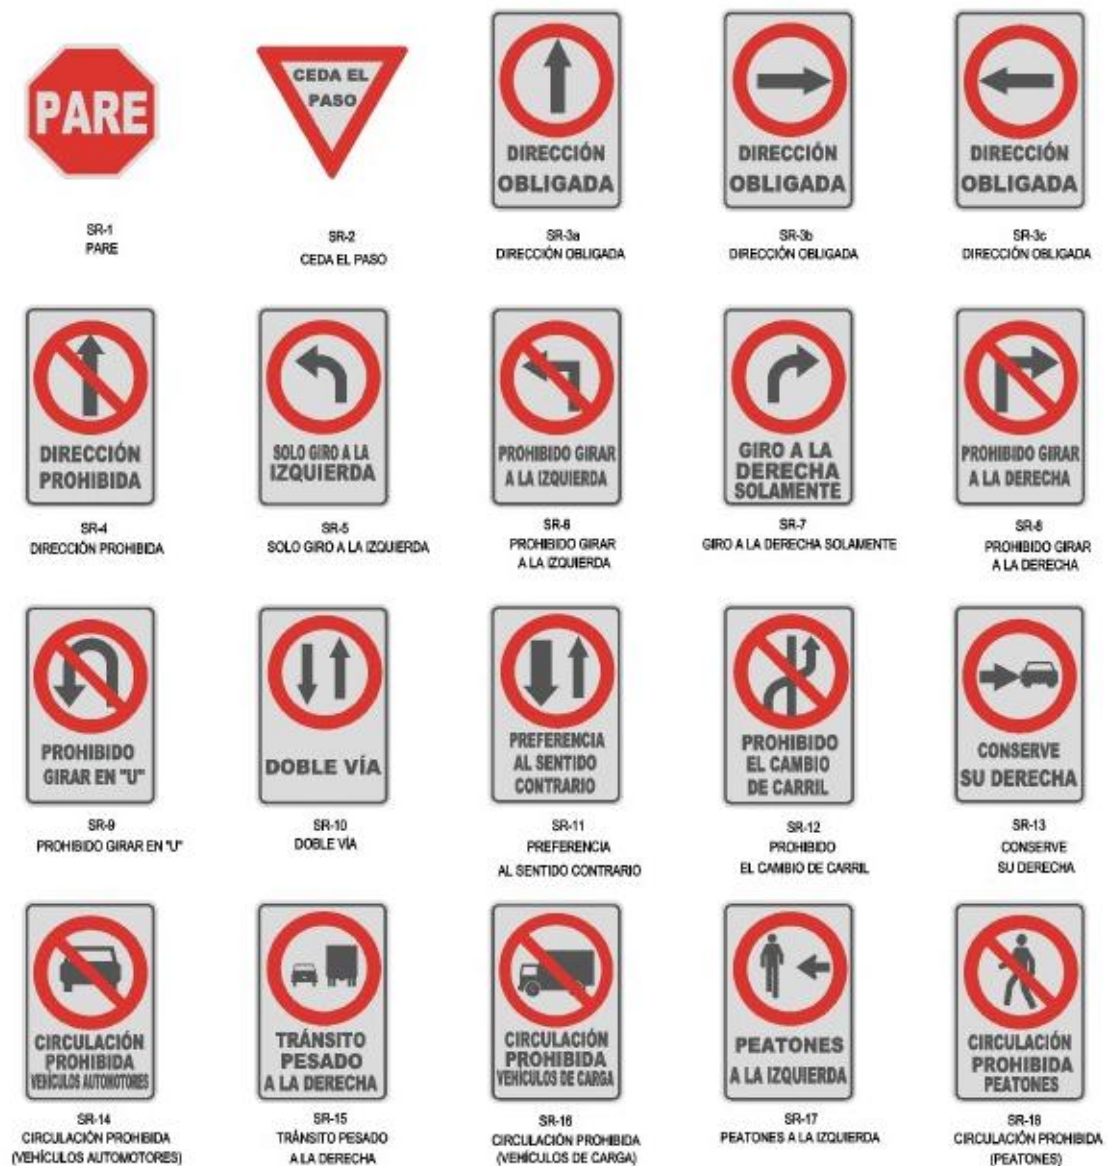 PARE
SR-1
PARE
CEDA EL
PASO
SR-2
CEDA EL PASO
DIRECCIÓN
OBLIGADA
SR-3a
DIRECCIÓN OBLIGADA
DIRECCIÓN
OBLIGADA
SR-3b
DIRECCIÓN OBLIGADA
DIRECCIÓN
OBLIGADA
SR-3c
DIRECCIÓN OBLIGADA
DIRECCIÓN
PROHIBIDA
SR-4
DIRECCIÓN PROHIBIDA
SOLO GIRO A LA
IZQUIERDA
SR-5
SOLO GIRO A LA IZQUIERDA
PROHIBIDO GIRAR
A LA IZQUIERDA
SR-6
PROHIBIDO GIRAR
A LA IZQUIERDA
GIRO A LA
DERECHA
SOLAMENTE
SR-7
GIRO A LA DERECHA SOLAMENTE
PROHIBIDO GIRAR
A LA DERECHA
SR-8
PROHIBIDO GIRAR
A LA DERECHA
PROHIBIDO
GIRAR EN "U"
SR-9
PROHIBIDO GIRAR EN "U"
DOBLE VÍA
SR-10
DOBLE VÍA
PREFERENCIA
AL SENTIDO
CONTRARIO
SR-11
PREFERENCIA
AL SENTIDO CONTRARIO
PROHIBIDO
EL CAMBIO
DE CARRIL
SR-12
PROHIBIDO
EL CAMBIO DE CARRIL
CONSERVE
SU DERECHA
SR-13
CONSERVE
SU DERECHA
CIRCULACIÓN
PROHIBIDA
VEHÍCULOS AUTOMOTORES
SR-14
CIRCULACIÓN PROHIBIDA
(VEHÍCULOS AUTOMOTORES)
TRÁNSITO
PESADO
A LA DERECHA
SR-15
TRÁNSITO PESADO
A LA DERECHA
CIRCULACIÓN
PROHIBIDA
VEHICULOS DE CARGA
SR-16
CIRCULACIÓN PROHIBIDA
(VEHÍCULOS DE CARGA)
PEATONES
A LA IZQUIERDA
SR-17
PEATONES A LA IZQUIERDA
CIRCULACIÓN
PROHIBIDA
PEATONES
SR-18
CIRCULACIÓN PROHIBIDA
(PEATONES)